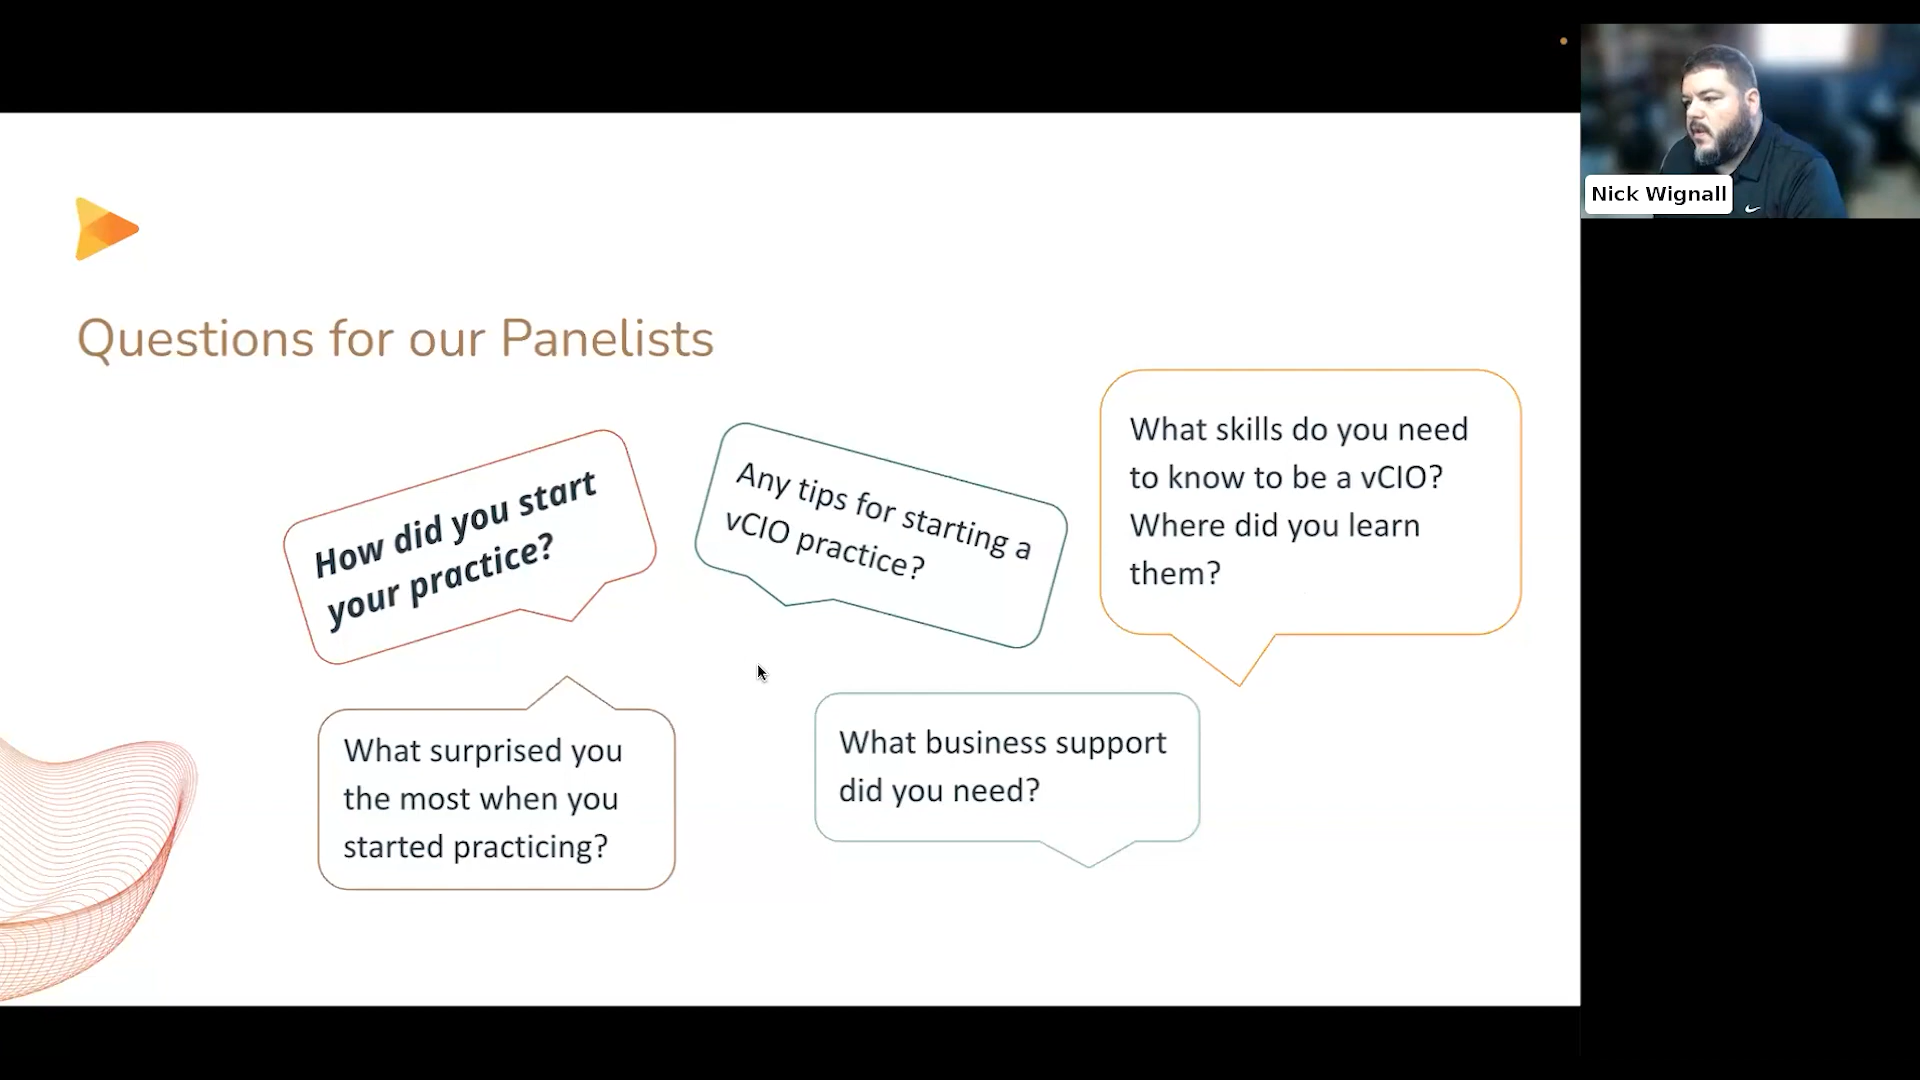 Nick Wignall
Questions for our Panelists
How did you start
your practice?
Any tips for starting a
vCIO practice?
What skills do you need
to know to be a vCIO?
Where did you learn
them?
What surprised you
the most when you
started practicing?
What business support
did you need?